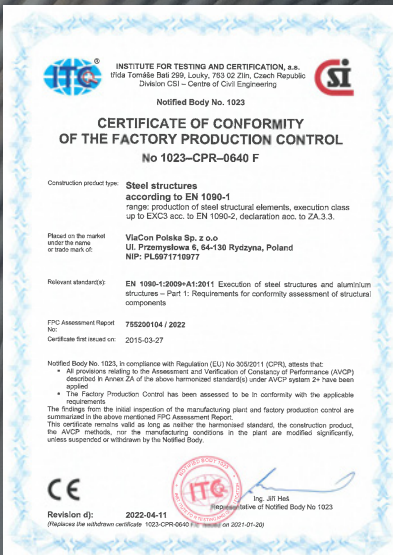 ITC
®
INSTITUTE FOR TESTING AND CERTIFICATION, a.s.
třída Tomáše Bati 299, Louky, 763 02 Zlín, Czech Republic
Division CSI – Centre of Civil Engineering
CSI
Notified Body No. 1023
CERTIFICATE OF CONFORMITY
OF THE FACTORY PRODUCTION CONTROL
No 1023–CPR–0640 F
Construction product type: Steel structures
according to EN 1090-1
range: production of steel structural elements, execution class
up to EXC3 acc. to EN 1090-2, declaration acc. to ZA.3.3.
Placed on the market
under the name
or trade mark of:
ViaCon Polska Sp. z o.o
Ul. Przemysłowa 6, 64-130 Rydzyna, Poland
NIP: PL6971710977
Relevant standard(s): EN 1090-1:2009+A1:2011 Execution of steel structures and aluminium
structures – Part 1: Requirements for conformity assessment of structural
components
FPC Assessment Report
No:
755200104 / 2022
Certificate first issued on: 2015-03-27
Notified Body No. 1023, in compliance with Regulation (EU) No 305/2011 (CPR), attests that:
• All provisions relating to the Assessment and Verification of Constancy of Performance (AVCP)
described in Annex ZA of the above harmonized standard(s) under AVCP system 2+ have been
applied
• The Factory Production Control has been assessed to be in conformity with the applicable
requirements
The findings from the initial inspection of the manufacturing plant and factory production control are
summarized in the above mentioned FPC Assessment Report.
This certificate remains valid as long as neither the harmonised standard, the construction product,
the AVCP methods, nor the manufacturing conditions in the plant are modified significantly,
unless suspended or withdrawn by the Notified Body.
CE
NOTIFIED BODY 1023
ITC
Ing. Jiří Heš
Representative of Notified Body No 1023
Revision d): 2022-04-11
(Replaces the withdrawn certificate 1023-CPR-0640 F issued on 2021-01-20)